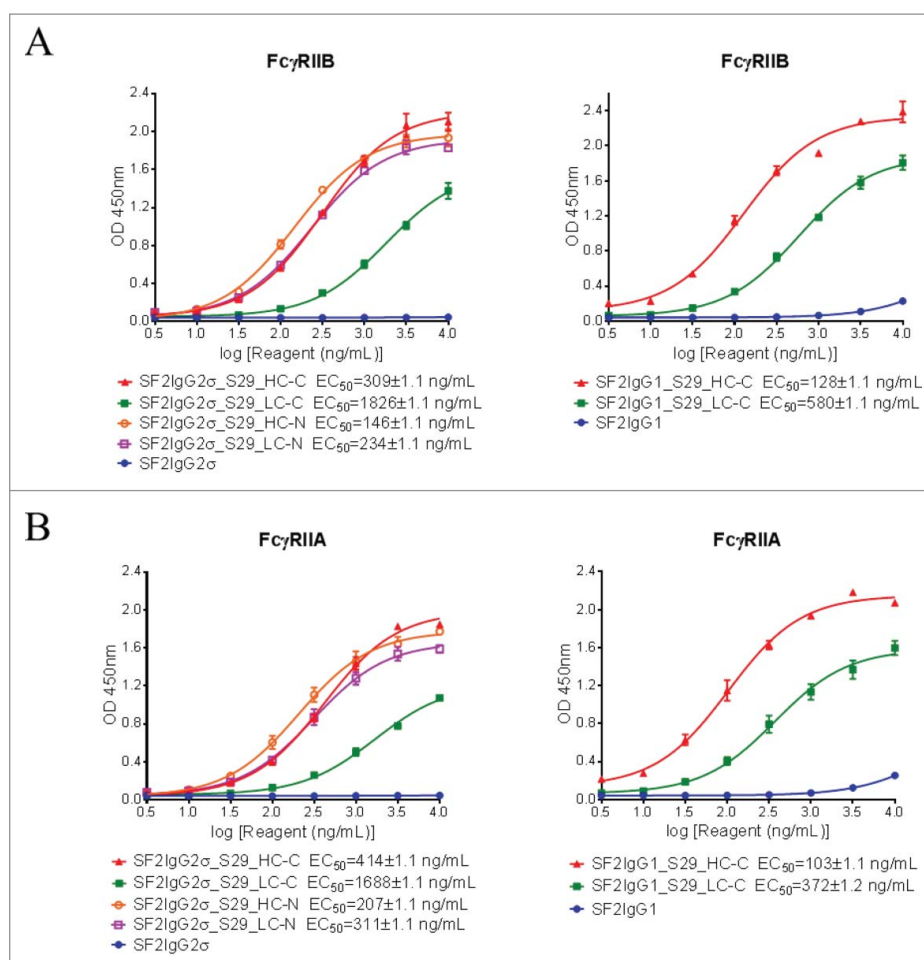 A
FcγRIIB
2.4
2.0
1.6
1.2
0.8
0.4
0.0
OD 450nm
0.5 1.0 1.5 2.0 2.5 3.0 3.5 4.0
log [Reagent (ng/mL)]
SF2IgG2σ_S29_HC-C EC50=309±1.1 ng/mL
SF2IgG2σ_S29_LC-C EC50=1826±1.1 ng/mL
SF2IgG2σ_S29_HC-N EC50=146±1.1 ng/mL
SF2IgG2σ_S29_LC-N EC50=234±1.1 ng/mL
SF2IgG2σ
FcγRIIB
2.4
2.0
1.6
1.2
0.8
0.4
0.0
OD 450nm
0.5 1.0 1.5 2.0 2.5 3.0 3.5 4.0
log [Reagent (ng/mL)]
SF2IgG1_S29_HC-C EC50=128±1.1 ng/mL
SF2IgG1_S29_LC-C EC50=580±1.1 ng/mL
SF2IgG1
B
FcγRIIA
2.4
2.0
1.6
1.2
0.8
0.4
0.0
OD 450nm
0.5 1.0 1.5 2.0 2.5 3.0 3.5 4.0
log [Reagent (ng/mL)]
SF2IgG2σ_S29_HC-C EC50=414±1.1 ng/mL
SF2IgG2σ_S29_LC-C EC50=1688±1.1 ng/mL
SF2IgG2σ_S29_HC-N EC50=207±1.1 ng/mL
SF2IgG2σ_S29_LC-N EC50=311±1.1 ng/mL
SF2IgG2σ
FcγRIIA
2.4
2.0
1.6
1.2
0.8
0.4
0.0
OD 450nm
0.5 1.0 1.5 2.0 2.5 3.0 3.5 4.0
log [Reagent (ng/mL)]
SF2IgG1_S29_HC-C EC50=103±1.1 ng/mL
SF2IgG1_S29_LC-C EC50=372±1.2 ng/mL
SF2IgG1